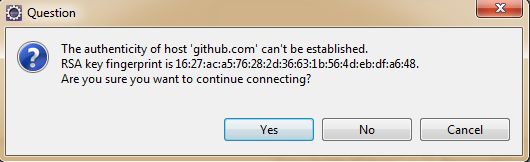 Question
The authenticity of host 'github.com' can't be established.
RSA key fingerprint is 16:27:ac:a5:76:28:2d:36:63:1b:56:4d:eb:df:a6:48.
Are you sure you want to continue connecting?
Yes No Cancel